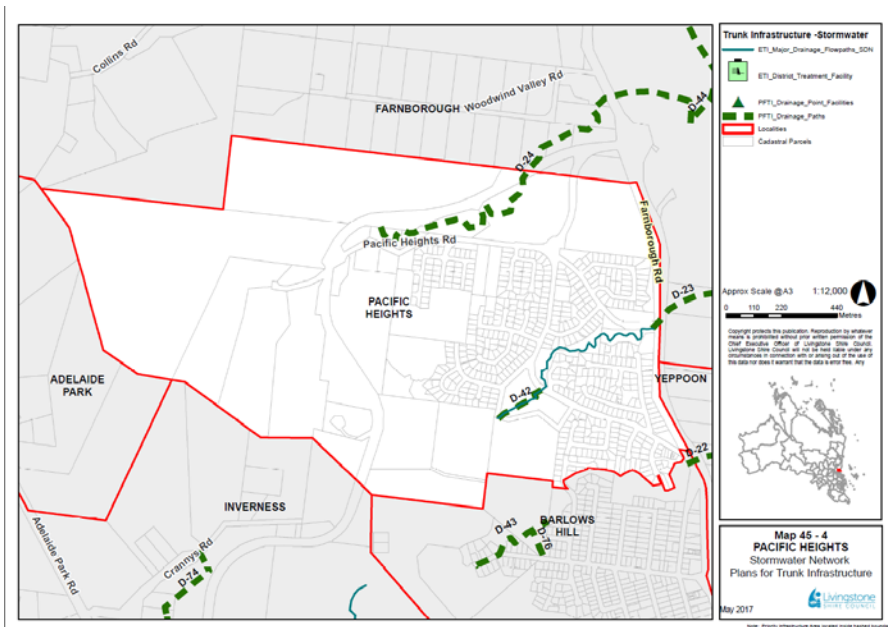 Collins Rd
FARNBOROUGH
Woodwind Valley Rd
D-44
D-24
Pacific Heights Rd
Farnborough Rd
PACIFIC
HEIGHTS
D-23
ADELAIDE
PARK
YEPPOON
D-42
D-22
INVERNESS
BARLOWS
HILL
D-43
D-76
Crannys Rd
D-74
Adelaide Park Rd
Trunk Infrastructure -Stormwater
ETI_Major_Drainage_Flowpaths_SDN
ETI_District_Treatment_Facility
PFTI_Drainage_Point_Facilities
PFTI_Drainage_Paths
Localities
Cadastral Parcels
Approx Scale @A3 1:12,000
0 110 220 440
Metres
Copyright protects this publication. Reproduction by whatever
means is prohibited without prior written permission of the
Chief Executive Officer of Livingstone Shire Council.
Livingstone Shire Council will not be held liable under any
circumstances in connection with or arising out of the use of
this data nor does it warrant that the data is error free. Any
Map 45 - 4
PACIFIC HEIGHTS
Stormwater Network
Plans for Trunk Infrastructure
Livingstone
SHIRE COUNCIL
May 2017